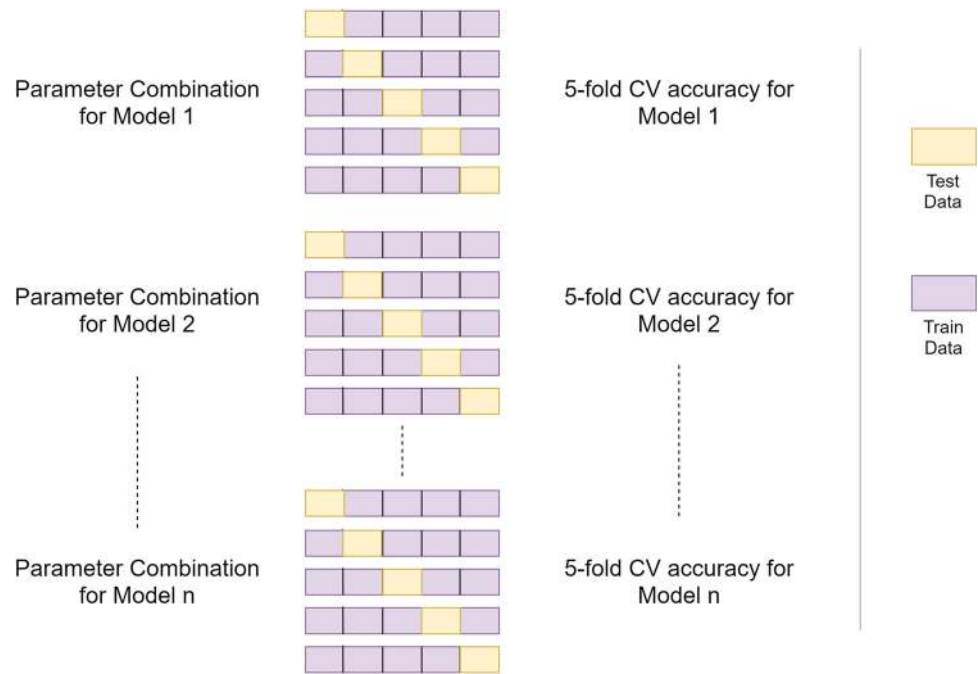 Parameter Combination
for Model 1
5-fold CV accuracy for
Model 1
Test
Data
Parameter Combination
for Model 2
5-fold CV accuracy for
Model 2
Train
Data
Parameter Combination
for Model n
5-fold CV accuracy for
Model n